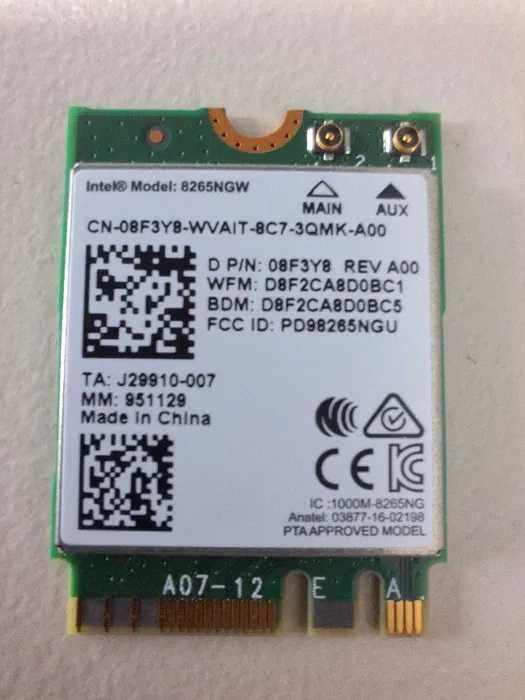 2 1
Intel® Model: 8265NGW
MAIN AUX
CN-08F3Y8-WVAIT-8C7-3QMK-A00
D P/N: 08F3Y8 REV A00
WFM: D8F2CA8D0BC1
BDM: D8F2CA8D0BC5
FCC ID: PD98265NGU
TA: J29910-007
MM: 951129
Made in China
CE
IC :1000M-8265NG
Anatel: 03877-16-02198
PTA APPROVED MODEL
A07-12 E A